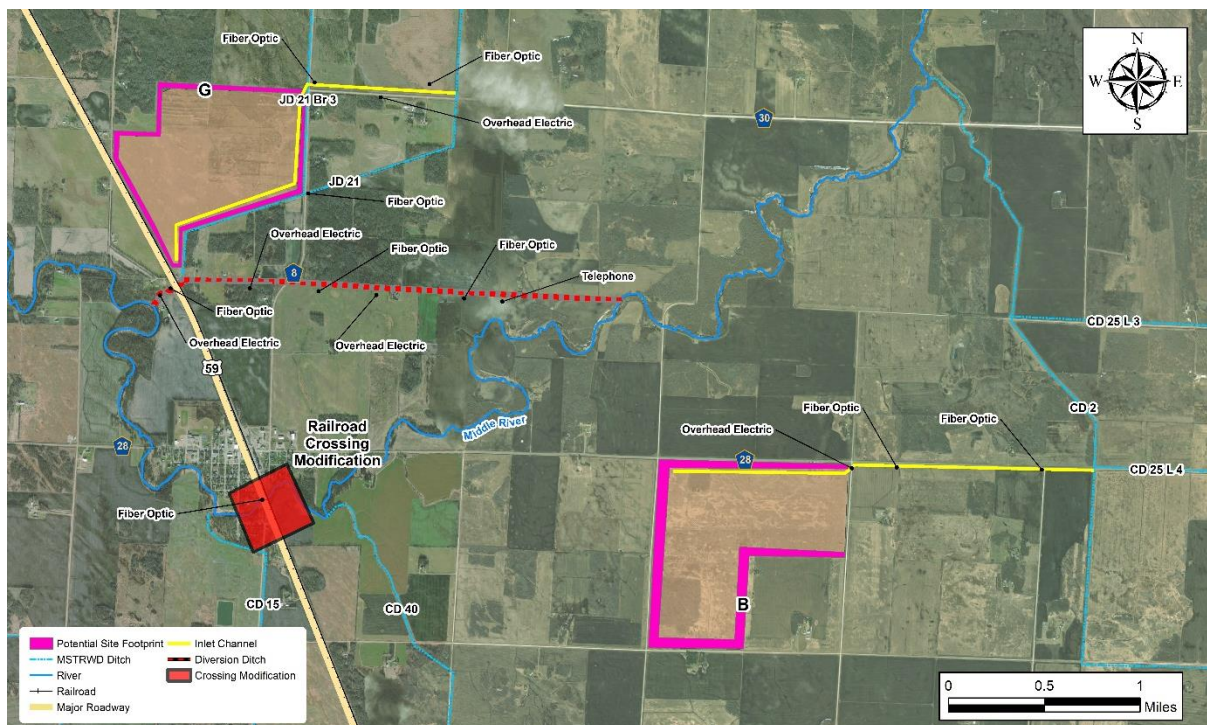 Fiber Optic
Fiber Optic
N
W
E
S
G
JD 21 Br 3
Overhead Electric
30
JD 21
Fiber Optic
Overhead Electric
Fiber Optic
Fiber Optic
8
Telephone
Fiber Optic
Overhead Electric
Overhead Electric
CD 25 L 3
59
CD 2
Railroad
Crossing
Modification
28
Middle River
Fiber Optic
Fiber Optic
Overhead Electric
28
CD 25 L 4
Fiber Optic
CD 15
CD 40
B
Potential Site Footprint
MSTRWD Ditch
River
Railroad
Major Roadway
Inlet Channel
Diversion Ditch
Crossing Modification
0
0.5
1
Miles